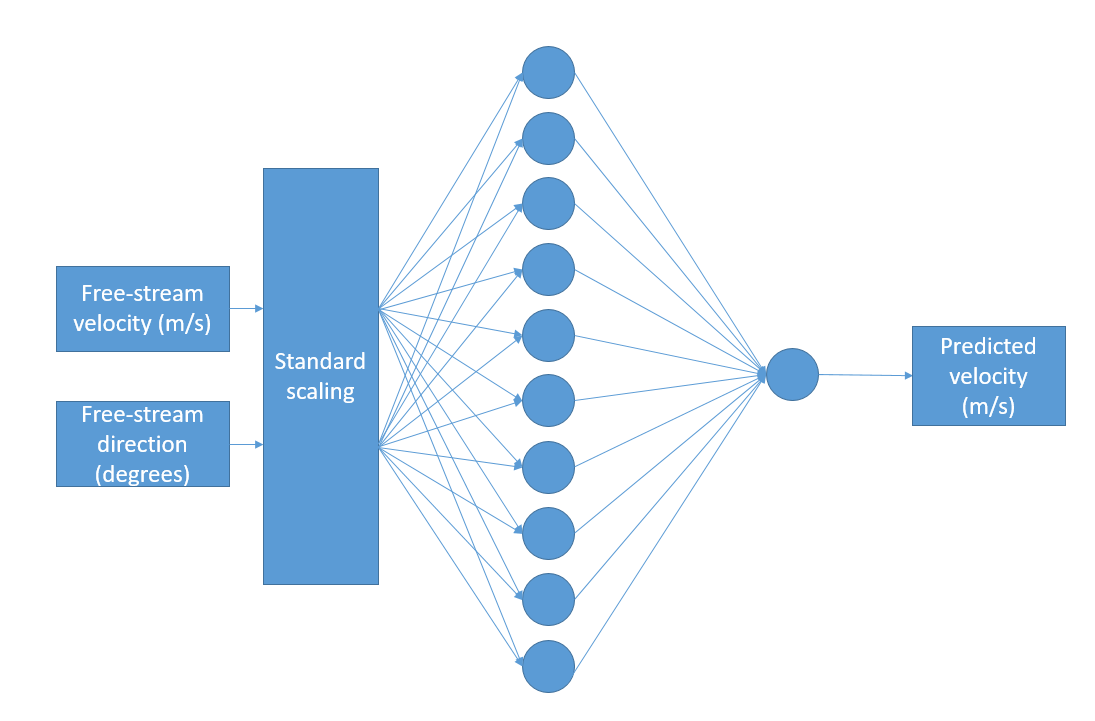 Free-stream
velocity (m/s)
Free-stream
direction
(degrees)
Standard
scaling
Predicted
velocity
(m/s)